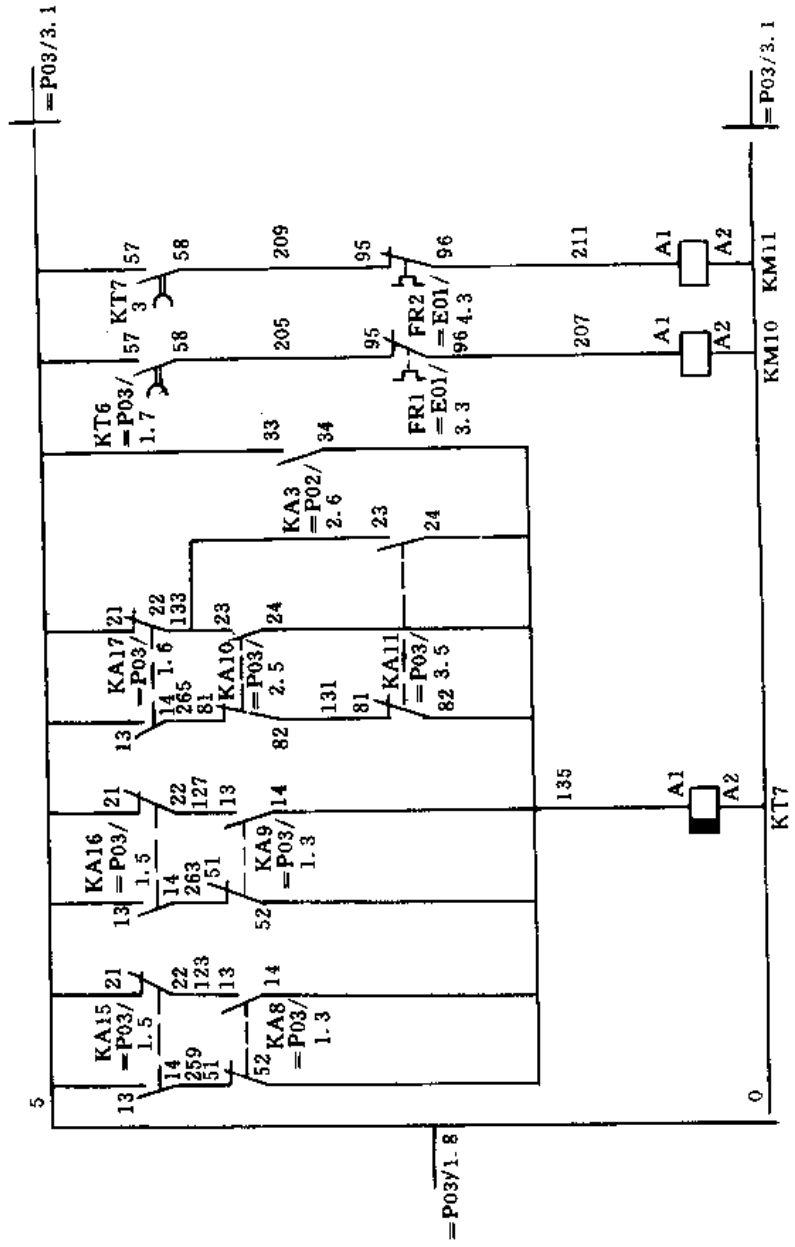 =P03/3.1
=P03/3.1
5
0
=P03/1.8
KA15
=P03/
1.5
13
14
259
51
52
21
22
123
13
14
KA8
=P03/
1.3
KA16
=P03/
1.5
13
14
263
51
52
21
22
127
13
14
KA9
=P03/
1.3
KA17
=P03/
1.6
13
14
265
81
82
131
81
82
21
22
133
23
24
KA10
=P03/
2.5
KA11
=P03/
3.5
23
24
KA3
=P02/
2.6
33
34
135
A1
A2
KT7
KT6
=P03/
1.7
57
58
205
95
96
FR1
=E01/
3.3
207
A1
A2
KM10
KT7
3
57
58
209
95
96
FR2
=E01/
4.3
211
A1
A2
KM11